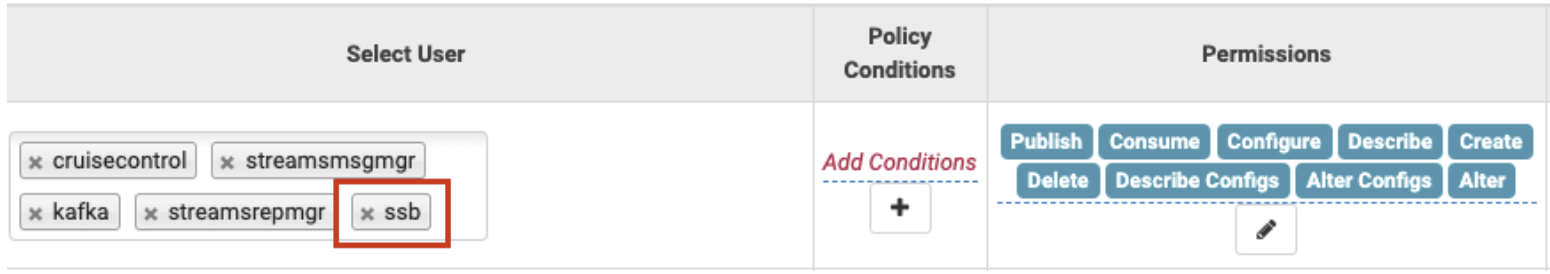 Select User
Policy
Conditions
Permissions
× cruisecontrol × streamsmsgmgr
× kafka × streamsrepmgr × ssb
Add Conditions
+
Publish Consume Configure Describe Create
Delete Describe Configs Alter Configs Alter